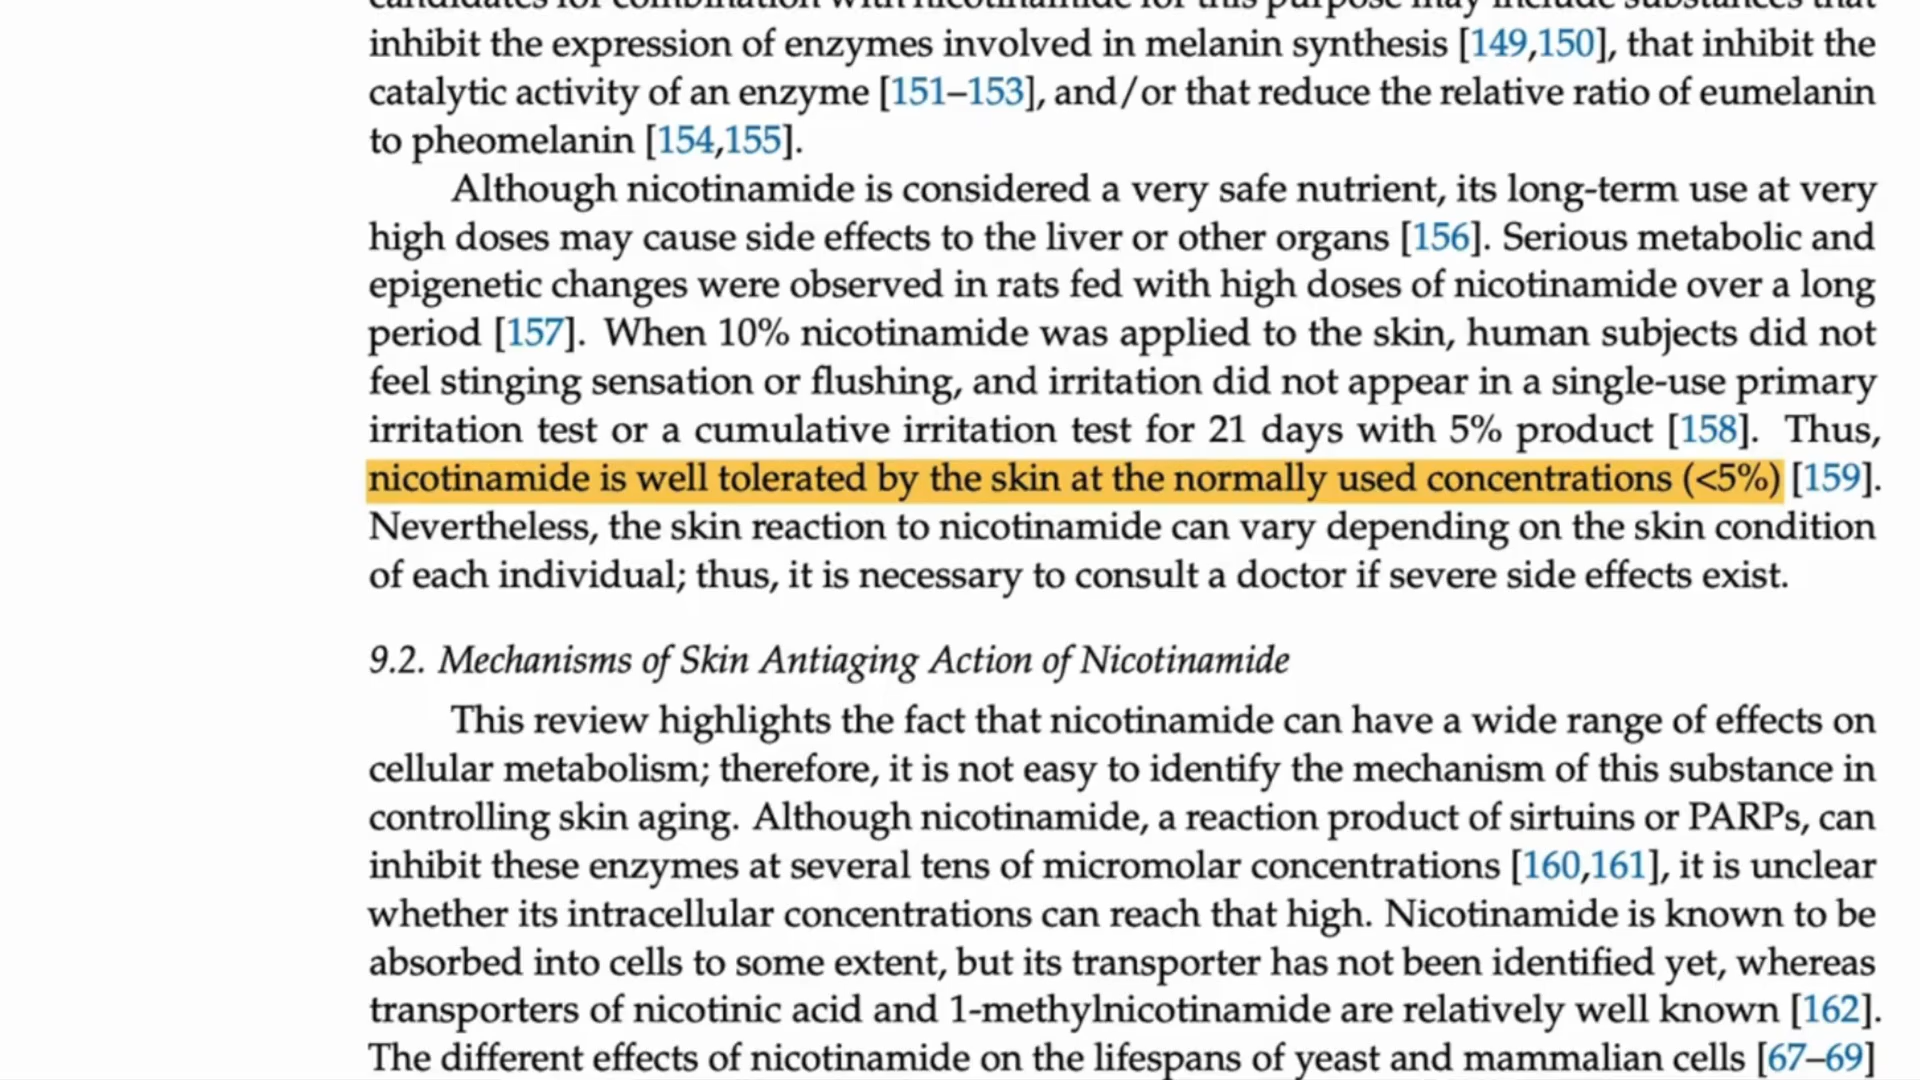 candidates for combination with nicotinamide for this purpose may include substances that
inhibit the expression of enzymes involved in melanin synthesis [149,150], that inhibit the
catalytic activity of an enzyme [151–153], and/or that reduce the relative ratio of eumelanin
to pheomelanin [154,155].
Although nicotinamide is considered a very safe nutrient, its long-term use at very
high doses may cause side effects to the liver or other organs [156]. Serious metabolic and
epigenetic changes were observed in rats fed with high doses of nicotinamide over a long
period [157]. When 10% nicotinamide was applied to the skin, human subjects did not
feel stinging sensation or flushing, and irritation did not appear in a single-use primary
irritation test or a cumulative irritation test for 21 days with 5% product [158]. Thus,
nicotinamide is well tolerated by the skin at the normally used concentrations (<5%) [159].
Nevertheless, the skin reaction to nicotinamide can vary depending on the skin condition
of each individual; thus, it is necessary to consult a doctor if severe side effects exist.
9.2. Mechanisms of Skin Antiaging Action of Nicotinamide
This review highlights the fact that nicotinamide can have a wide range of effects on
cellular metabolism; therefore, it is not easy to identify the mechanism of this substance in
controlling skin aging. Although nicotinamide, a reaction product of sirtuins or PARPs, can
inhibit these enzymes at several tens of micromolar concentrations [160,161], it is unclear
whether its intracellular concentrations can reach that high. Nicotinamide is known to be
absorbed into cells to some extent, but its transporter has not been identified yet, whereas
transporters of nicotinic acid and 1-methylnicotinamide are relatively well known [162].
The different effects of nicotinamide on the lifespans of yeast and mammalian cells [67–69]